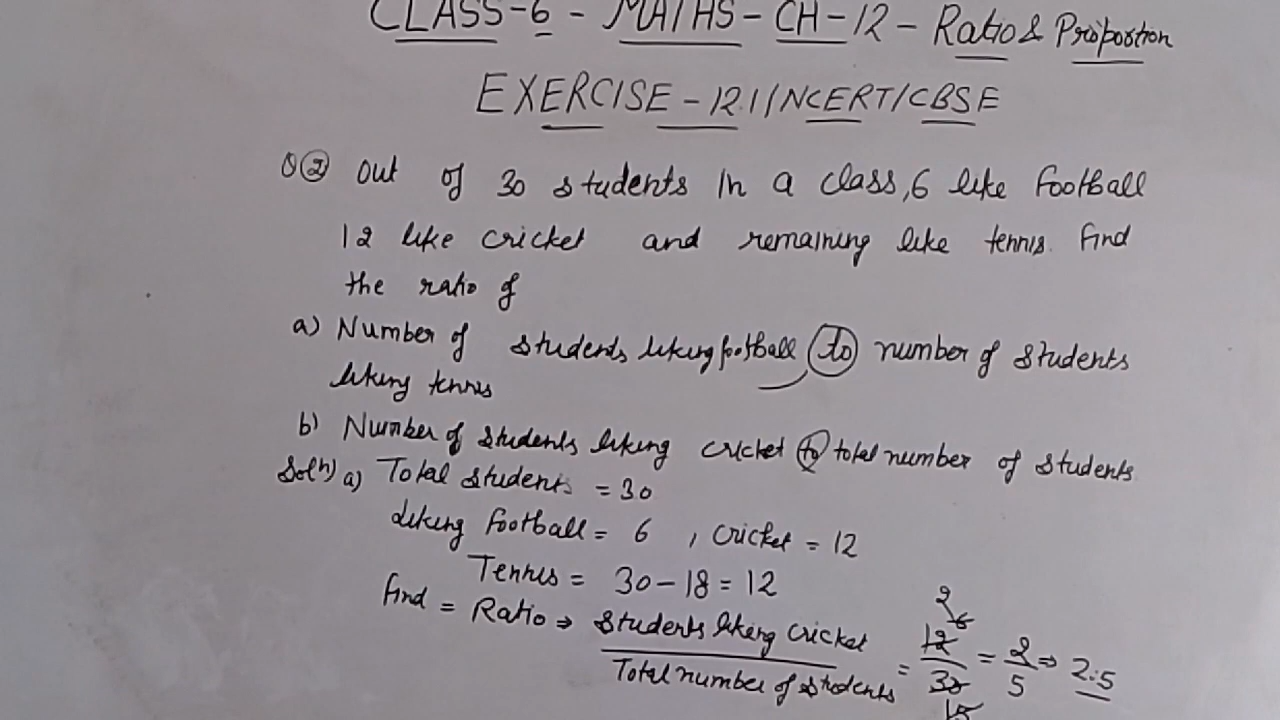 CLASS-6 - MATHS - CH-12 - Ratio & Proportion
EXERCISE - 12.1/NCERT/CBSE
Q② Out of 30 students in a class, 6 like football
12 like cricket and remaining like tennis. Find
the ratio of
a) Number of students liking football to number of students
liking tennis
b) Number of students liking cricket to total number of students
Sol(n) a) Total students = 30
Liking football = 6 , Cricket = 12
Tennis = 30 - 18 = 12
find = Ratio ⇒ Students liking cricket / Total number of students = 12/30 = 2/5 ⇒ 2:5
2 6
15